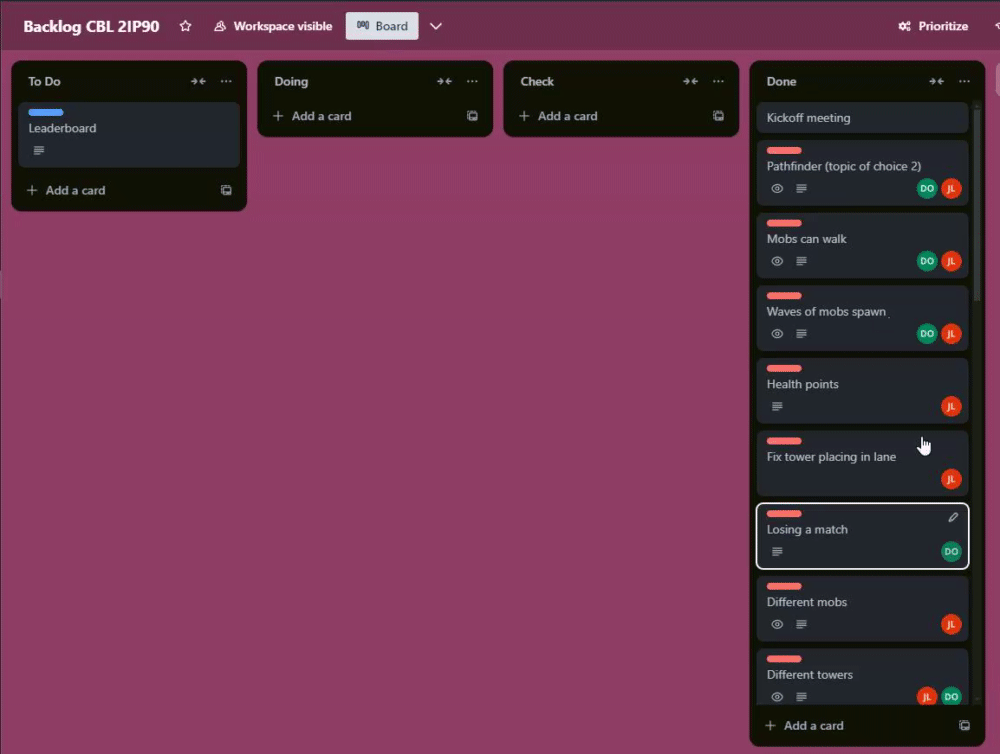 Backlog CBL 2IP90
Workspace visible
Board
Prioritize
To Do
Leaderboard
Add a card
Doing
Add a card
Check
Add a card
Done
Kickoff meeting
Pathfinder (topic of choice 2)
DO JL
Mobs can walk
DO JL
Waves of mobs spawn
DO JL
Health points
JL
Fix tower placing in lane
JL
Losing a match
DO
Different mobs
JL
Different towers
JL DO
Add a card